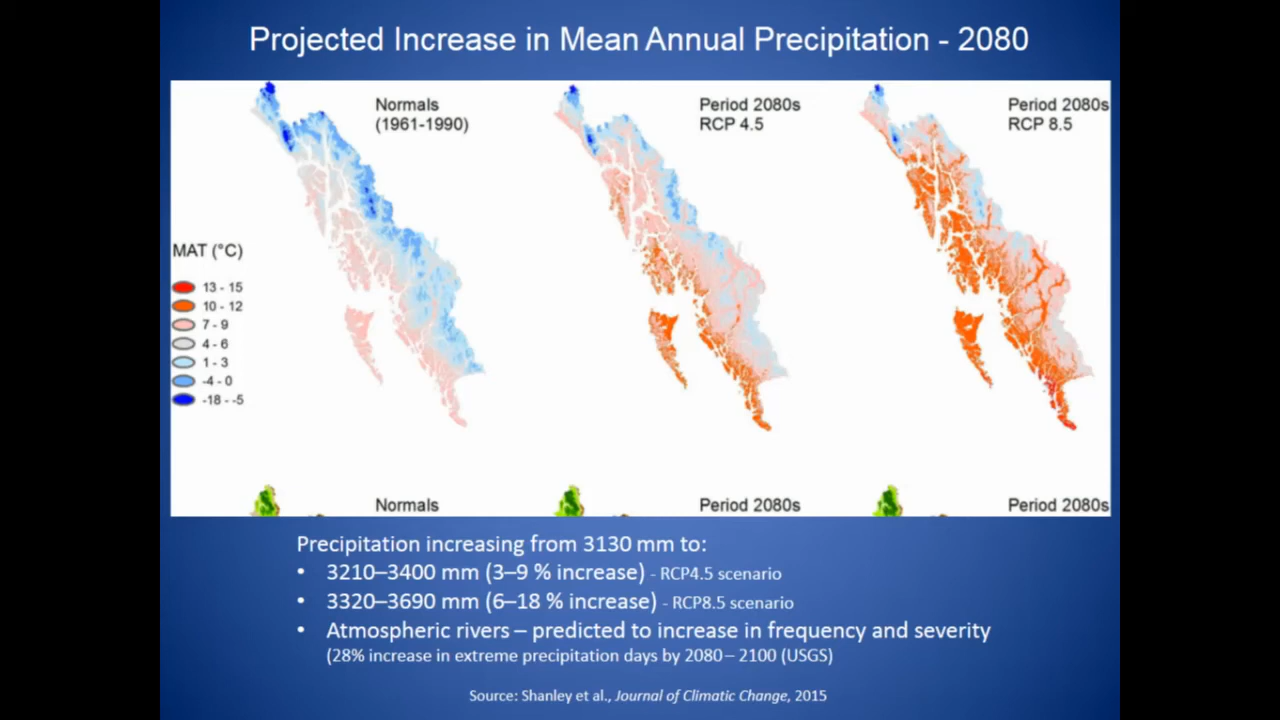 Projected Increase in Mean Annual Precipitation - 2080
Normals
(1961-1990)
Period 2080s
RCP 4.5
Period 2080s
RCP 8.5
MAT (°C)
13 - 15
10 - 12
7 - 9
4 - 6
1 - 3
-4 - 0
-18 - -5
Normals
Period 2080s
Period 2080s
Precipitation increasing from 3130 mm to:
• 3210–3400 mm (3–9 % increase) - RCP4.5 scenario
• 3320–3690 mm (6–18 % increase) - RCP8.5 scenario
• Atmospheric rivers – predicted to increase in frequency and severity
(28% increase in extreme precipitation days by 2080 – 2100 (USGS)
Source: Shanley et al., Journal of Climatic Change, 2015